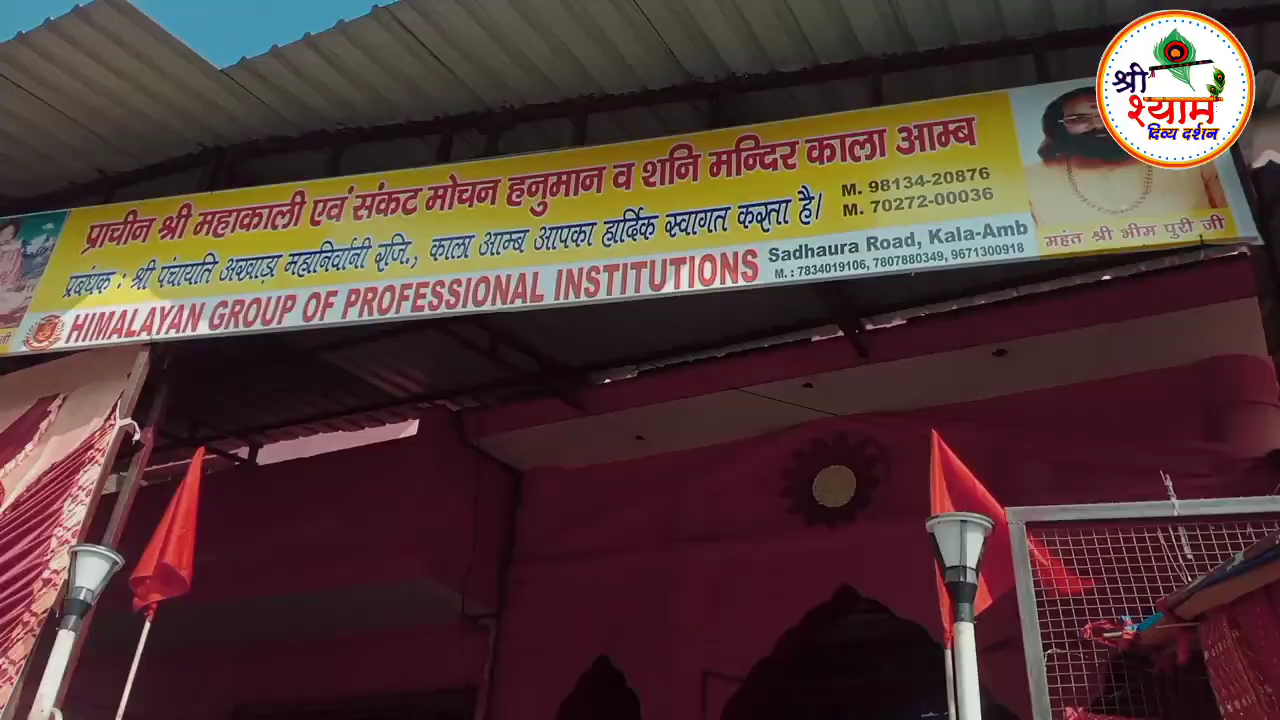 श्री
श्याम
दिव्य दर्शन
प्राचीन श्री महाकाली एवं संकट मोचन हनुमान व शनि मन्दिर काला आम्ब
प्रबंधक : श्री पंचायति अखाड़ा महानिर्वानी रजि., काला आम्ब आपका हार्दिक स्वागत करता है।
M. 98134-20876
M. 70272-00036
HIMALAYAN GROUP OF PROFESSIONAL INSTITUTIONS
Sadhaura Road, Kala-Amb
M. : 7834019106, 7807880349, 9671300918
महंत श्री भीम पुरी जी
जी